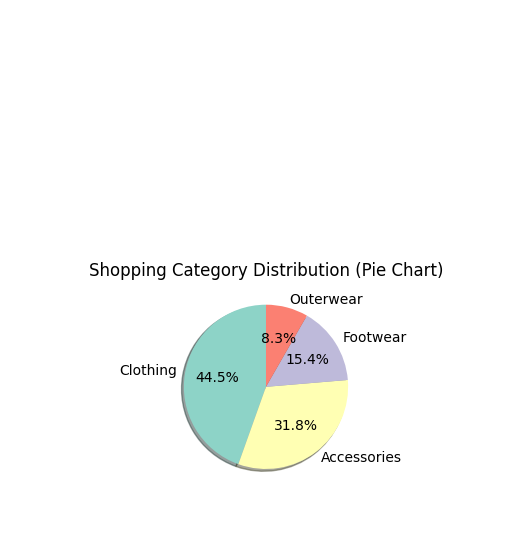 Shopping Category Distribution (Pie Chart)
Outerwear
8.3%
Footwear
15.4%
Clothing
44.5%
31.8%
Accessories